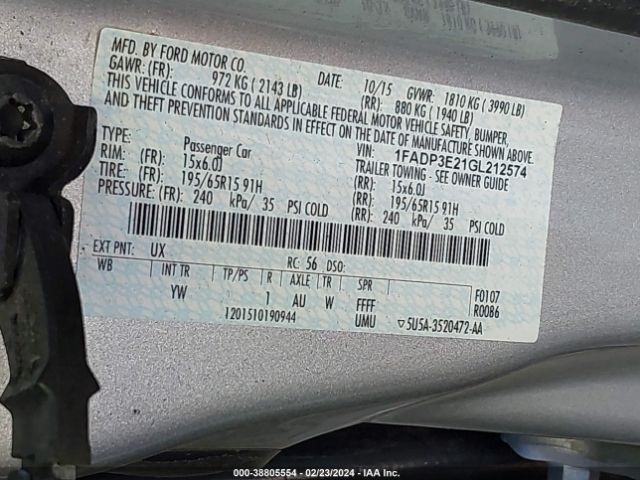 MFD. BY FORD MOTOR CO.
DATE: 10/15 GVWR: 1810 KG ( 3990 LB)
GAWR: (FR): 972 KG ( 2143 LB) (RR): 880 KG ( 1940 LB)
THIS VEHICLE CONFORMS TO ALL APPLICABLE FEDERAL MOTOR VEHICLE SAFETY, BUMPER,
AND THEFT PREVENTION STANDARDS IN EFFECT ON THE DATE OF MANUFACTURE SHOWN ABOVE.
VIN: 1FADP3E21GL212574
TYPE: Passenger Car TRAILER TOWING - SEE OWNER GUIDE
RIM: (FR) 15x6.0J (RR): 15x6.0J
TIRE: (FR): 195/65R15 91H (RR): 195/65R15 91H
PRESSURE: (FR): 240 kPa/ 35 PSI COLD (RR): 240 kPa/ 35 PSI COLD
EXT PNT: UX RC: 56 DSO:
WB INT TR TP/PS R AXLE TR SPR
YW 1 AU W FFFF F0107
UMU R0086
1201510190944 ▽5U5A-3520472-AA
000-38805554 - 02/23/2024 - IAA Inc.